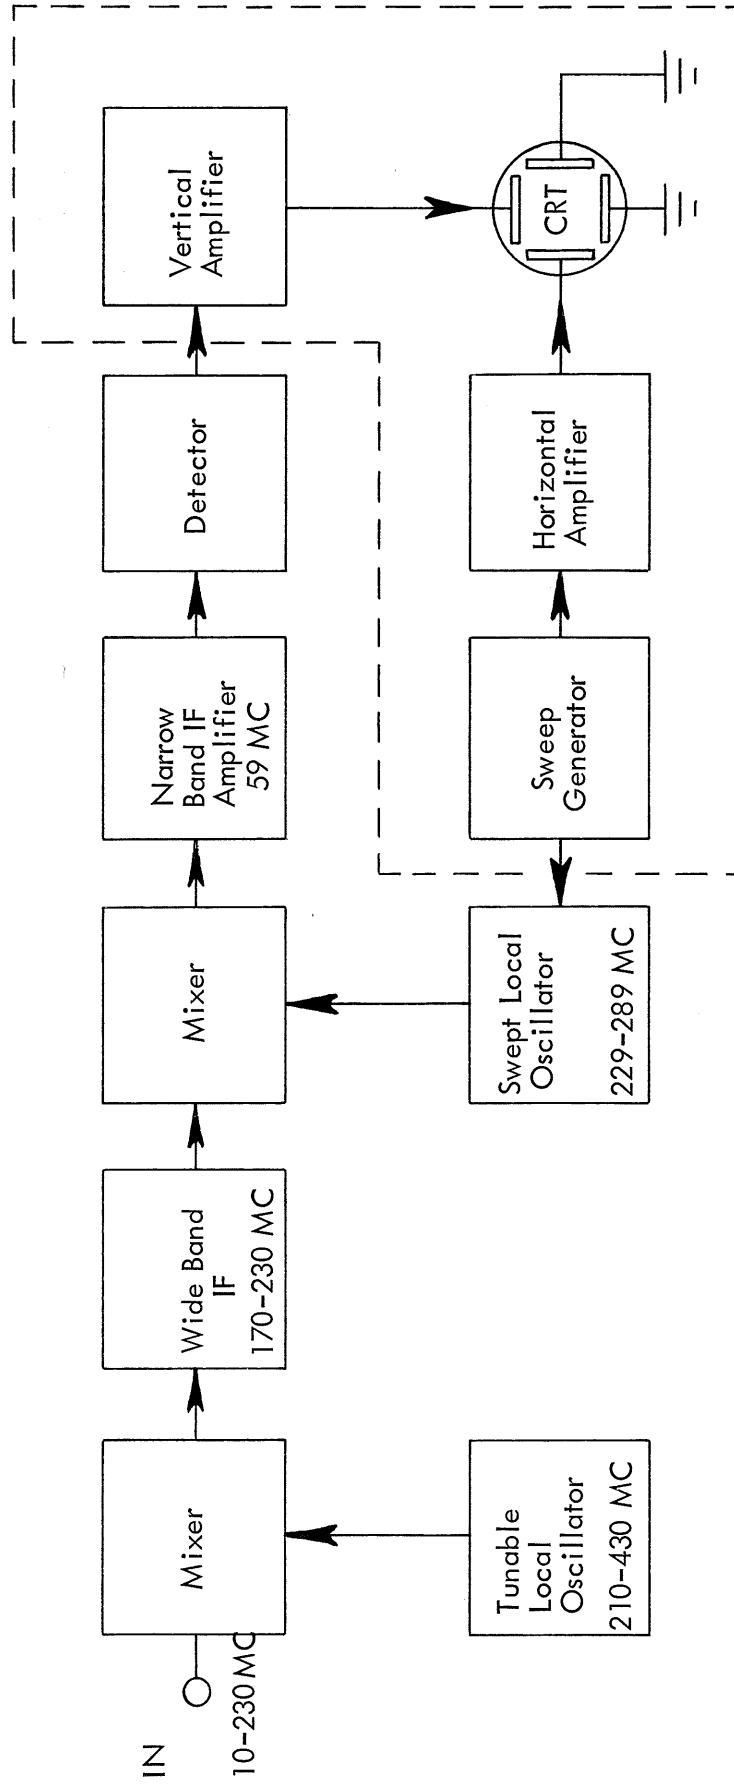 IN
10-230 MC
Mixer
Wide Band
IF
170-230 MC
Mixer
Narrow
Band IF
Amplifier
59 MC
Detector
Vertical
Amplifier
Tunable
Local
Oscillator
210-430 MC
Swept Local
Oscillator
229-289 MC
Sweep
Generator
Horizontal
Amplifier
CRT